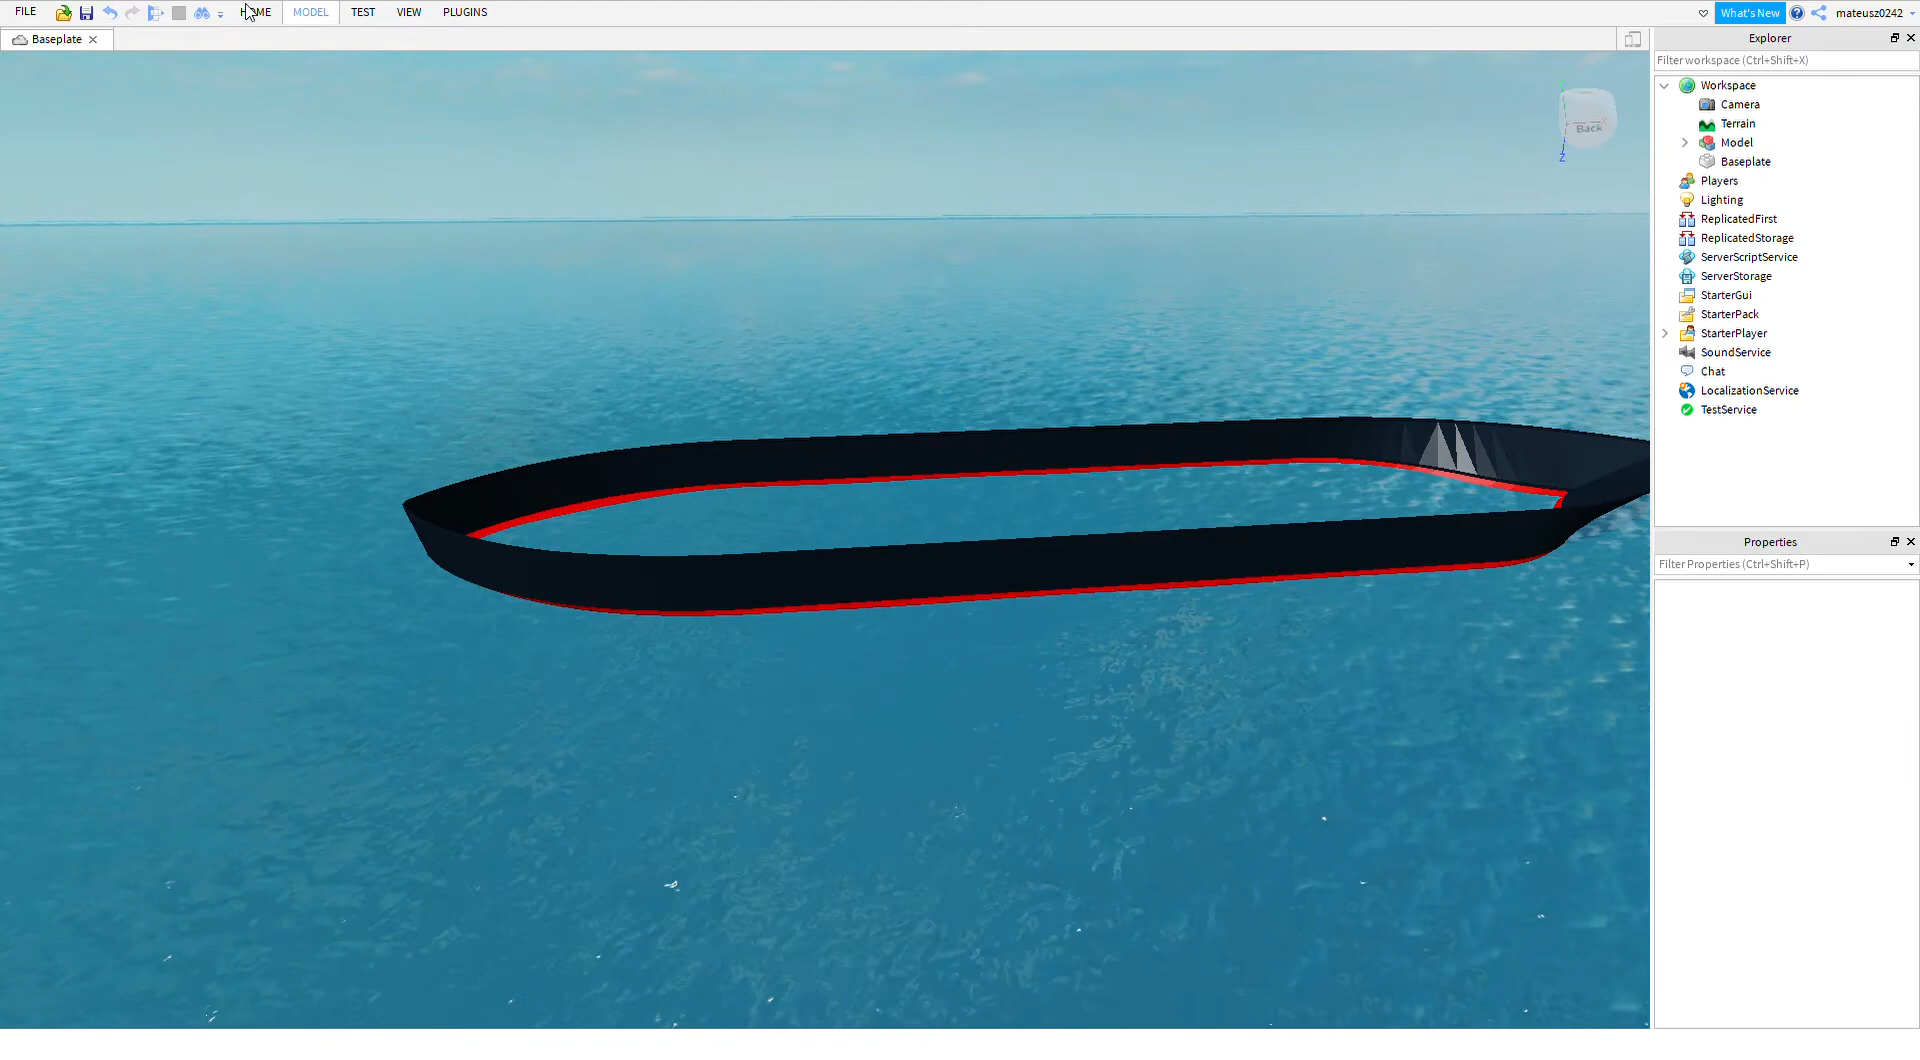 FILE HOME MODEL TEST VIEW PLUGINS What's New mateusz0242
Baseplate
Back
Z
Explorer
Filter workspace (Ctrl+Shift+X)
Workspace
Camera
Terrain
Model
Baseplate
Players
Lighting
ReplicatedFirst
ReplicatedStorage
ServerScriptService
ServerStorage
StarterGui
StarterPack
StarterPlayer
SoundService
Chat
LocalizationService
TestService
Properties
Filter Properties (Ctrl+Shift+P)